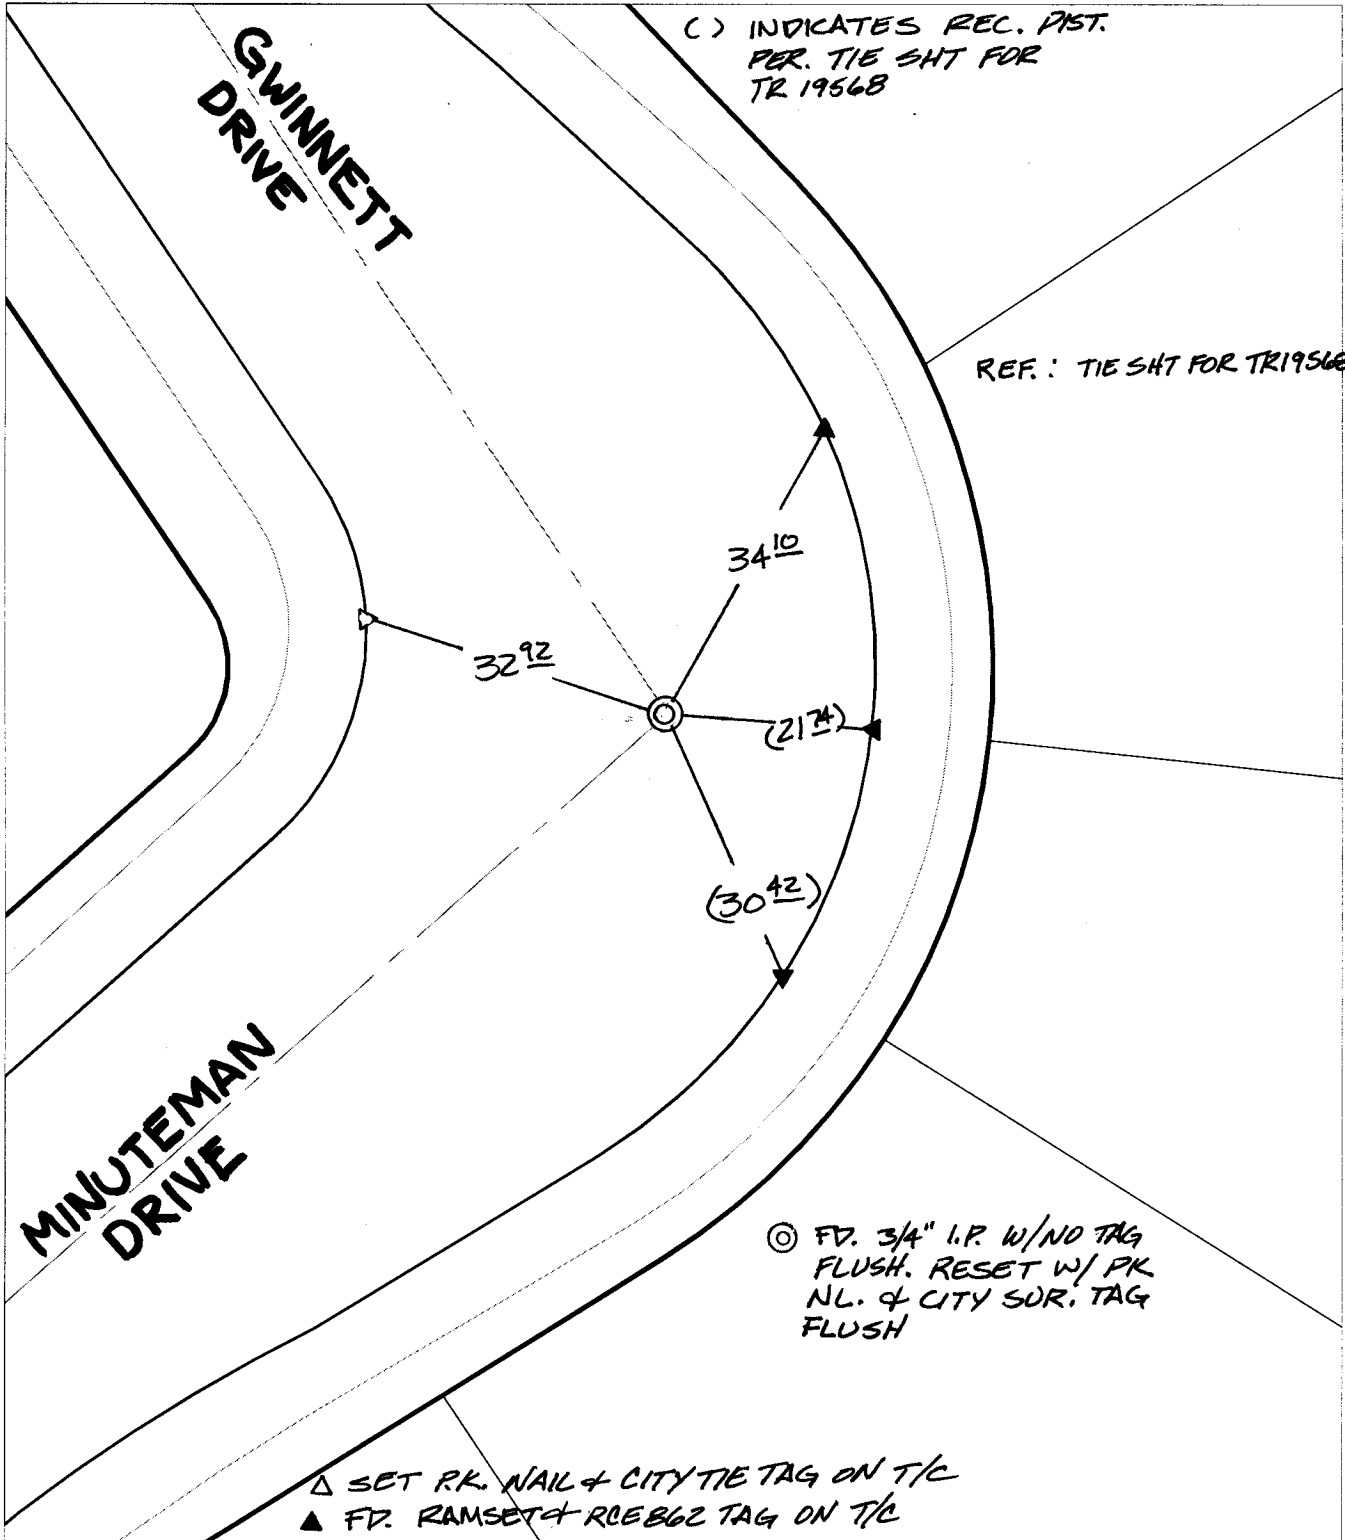 ( ) INDICATES REC. DIST.
PER. TIE SHT FOR
TR 19568
GWINNETT
DRIVE
REF.: TIE SHT FOR TR19568
34 10
32 92
(21 74)
(30 42)
MINUTEMAN
DRIVE
◎ FD. 3/4" I.P. W/NO TAG
FLUSH. RESET W/ PK
NL. & CITY SUR. TAG
FLUSH
△ SET P.K. NAIL & CITY TIE TAG ON T/C
▲ FD. RAMSET & RCE 862 TAG ON T/C